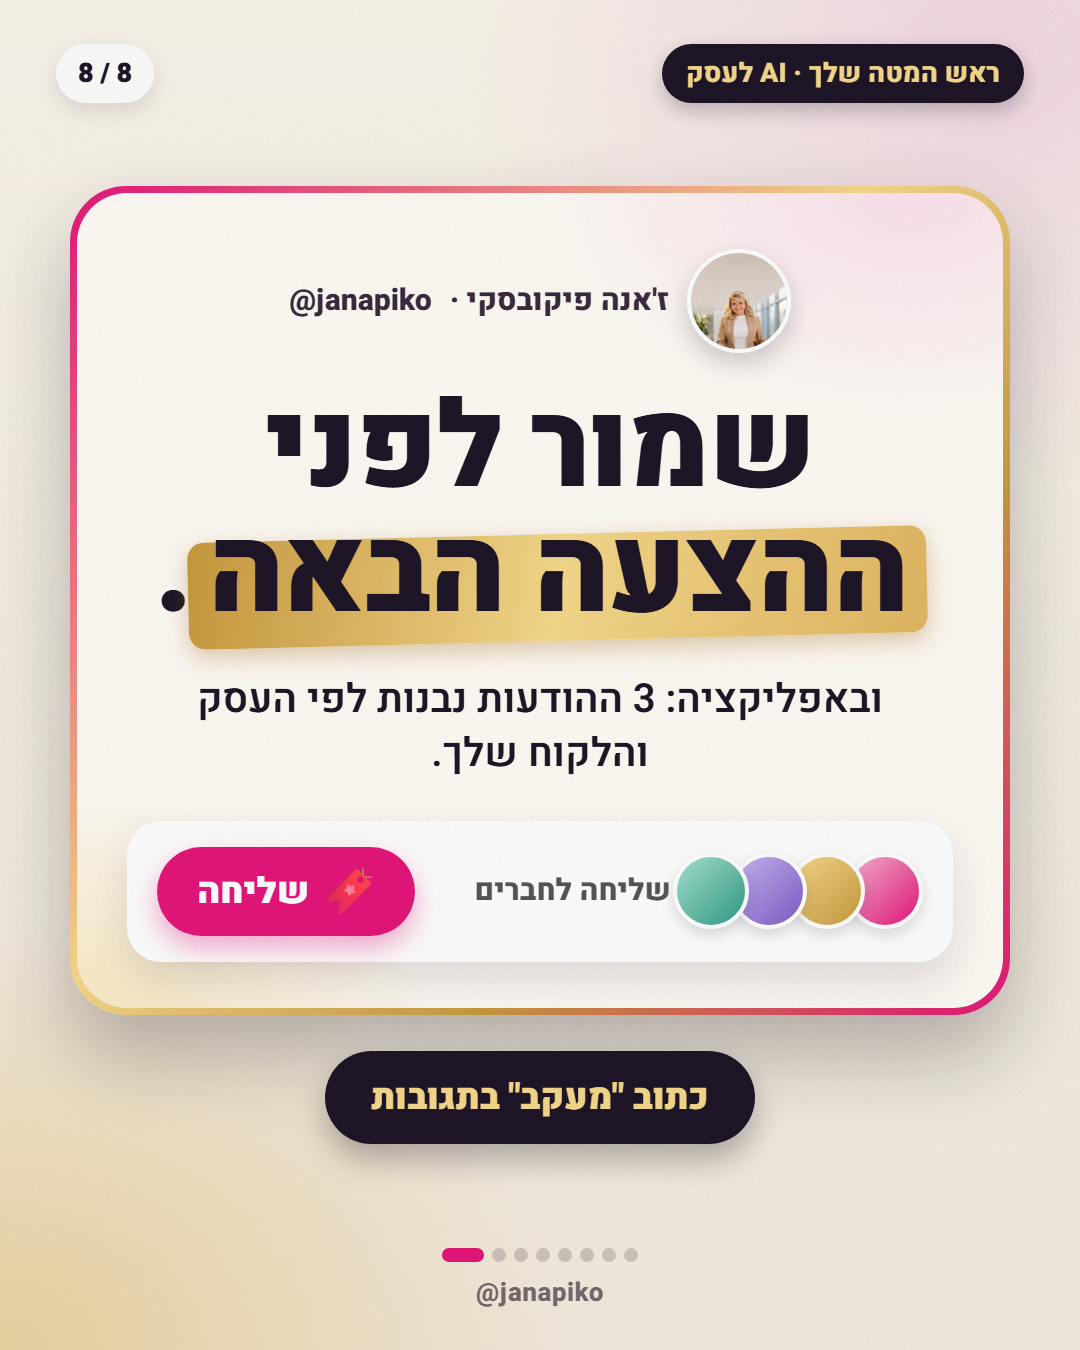 ראש המטה שלך · AI לעסק
8 / 8
ז'אנה פיקובסקי · @janapiko
שמור לפני
ההצעה הבאה.
ובאפליקציה: 3 ההודעות נבנות לפי העסק
והלקוח שלך.
שליחה לחברים
שליחה
כתוב "מעקב" בתגובות
@janapiko